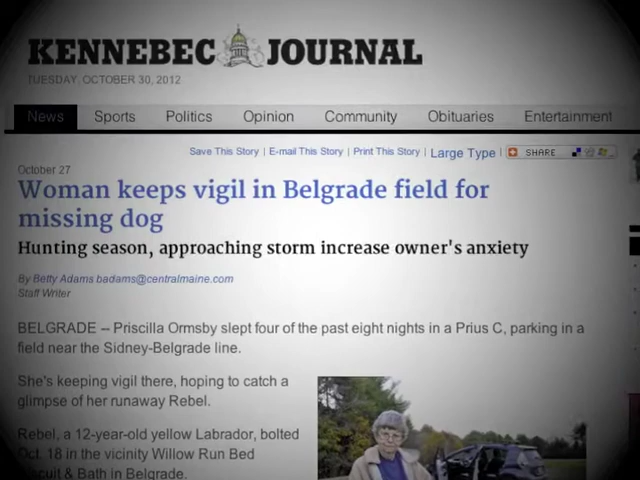 KENNEBEC JOURNAL
TUESDAY, OCTOBER 30, 2012
News Sports Politics Opinion Community Obituaries Entertainment
Save This Story | E-mail This Story | Print This Story | Large Type | SHARE
October 27
Woman keeps vigil in Belgrade field for
missing dog
Hunting season, approaching storm increase owner's anxiety
By Betty Adams badams@centralmaine.com
Staff Writer
BELGRADE -- Priscilla Ormsby slept four of the past eight nights in a Prius C, parking in a
field near the Sidney-Belgrade line.
She's keeping vigil there, hoping to catch a
glimpse of her runaway Rebel.
Rebel, a 12-year-old yellow Labrador, bolted
Oct. 18 in the vicinity Willow Run Bed
Biscuit & Bath in Belgrade.